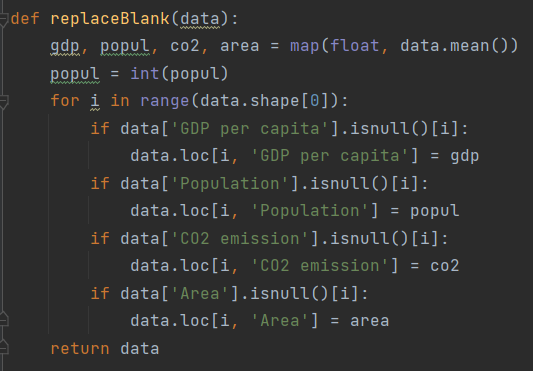 def replaceBlank(data):
    gdp, popul, co2, area = map(float, data.mean())
    popul = int(popul)
    for i in range(data.shape[0]):
        if data['GDP per capita'].isnull()[i]:
            data.loc[i, 'GDP per capita'] = gdp
        if data['Population'].isnull()[i]:
            data.loc[i, 'Population'] = popul
        if data['CO2 emission'].isnull()[i]:
            data.loc[i, 'CO2 emission'] = co2
        if data['Area'].isnull()[i]:
            data.loc[i, 'Area'] = area
    return data